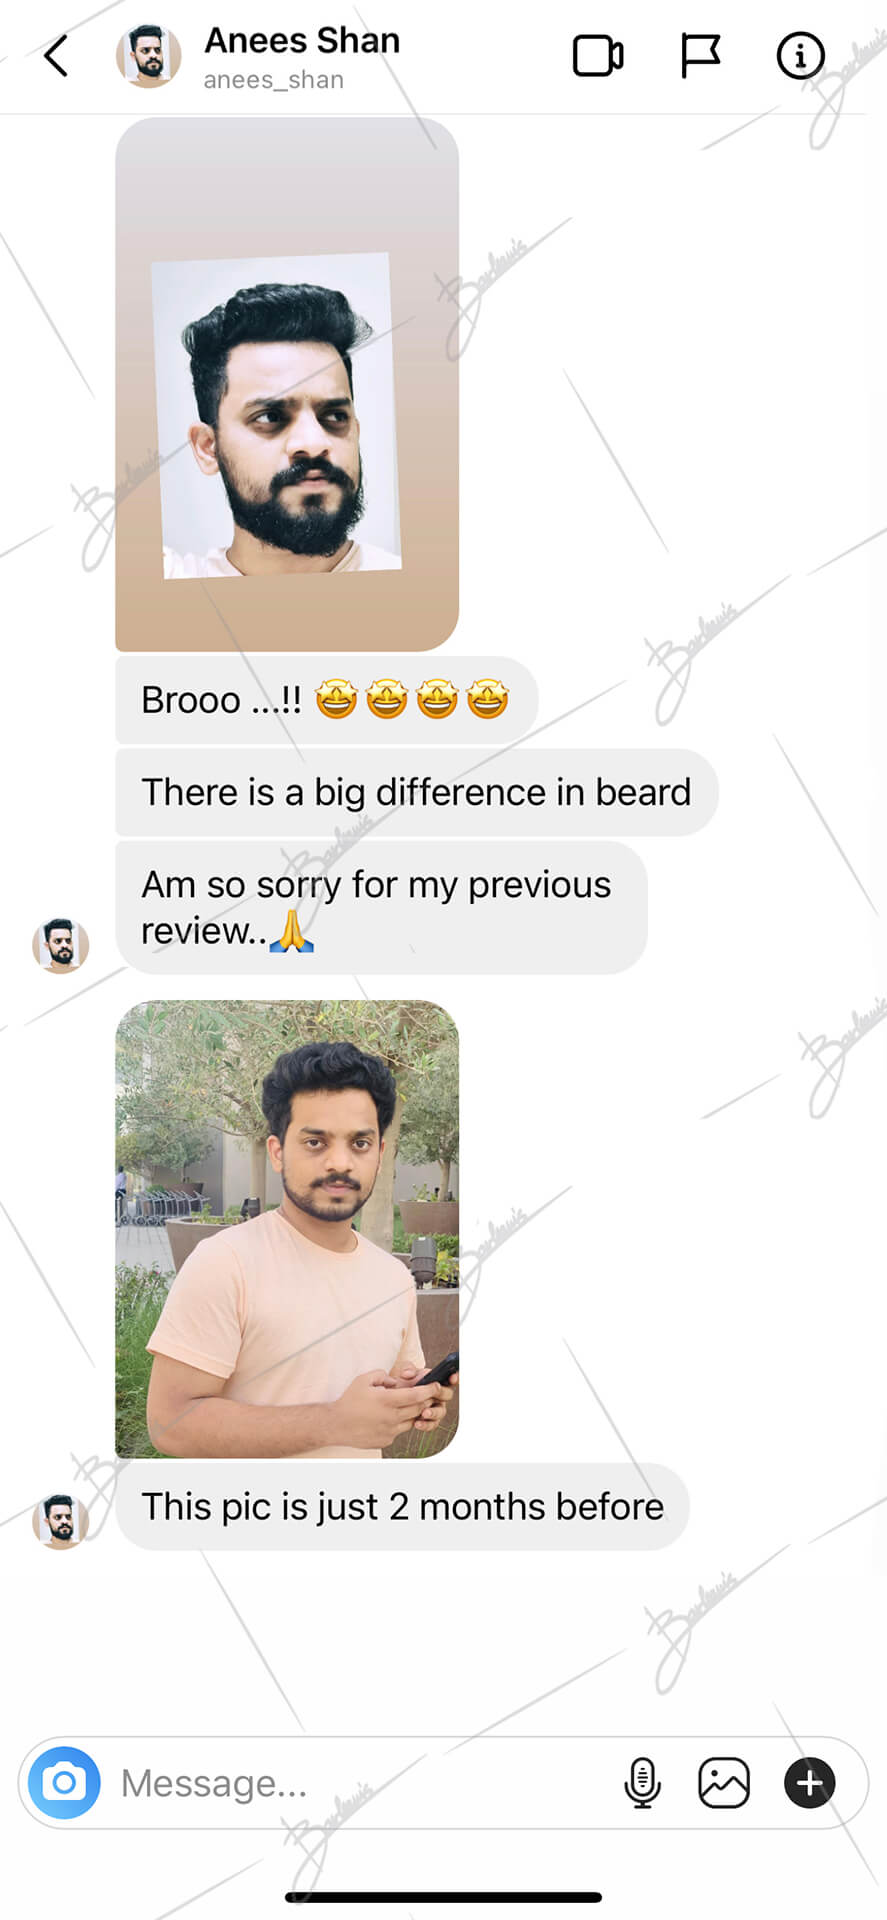 Anees Shan
anees_shan
Brooo ...!! 🤩🤩🤩🤩
There is a big difference in beard
Am so sorry for my previous
review..🙏
This pic is just 2 months before
Message...